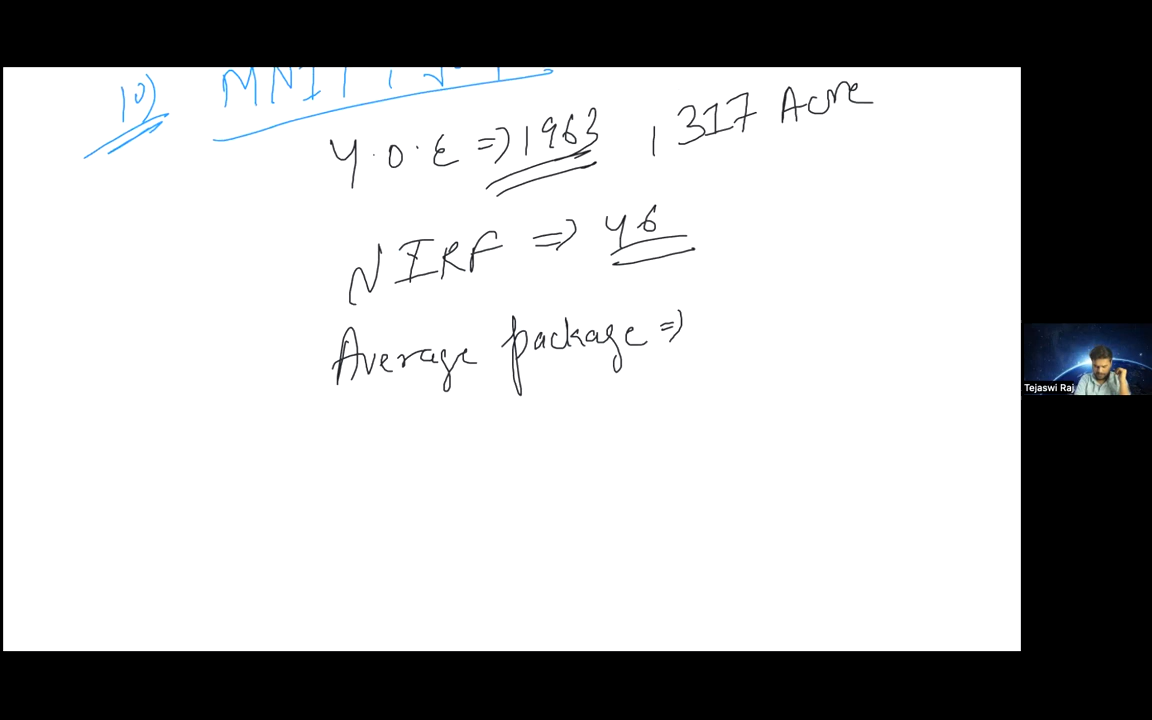 10) MNIT,
Y.O.E => 1963 , 317 Acre
NIRF => 46
Average package =>
Tejaswi Raj